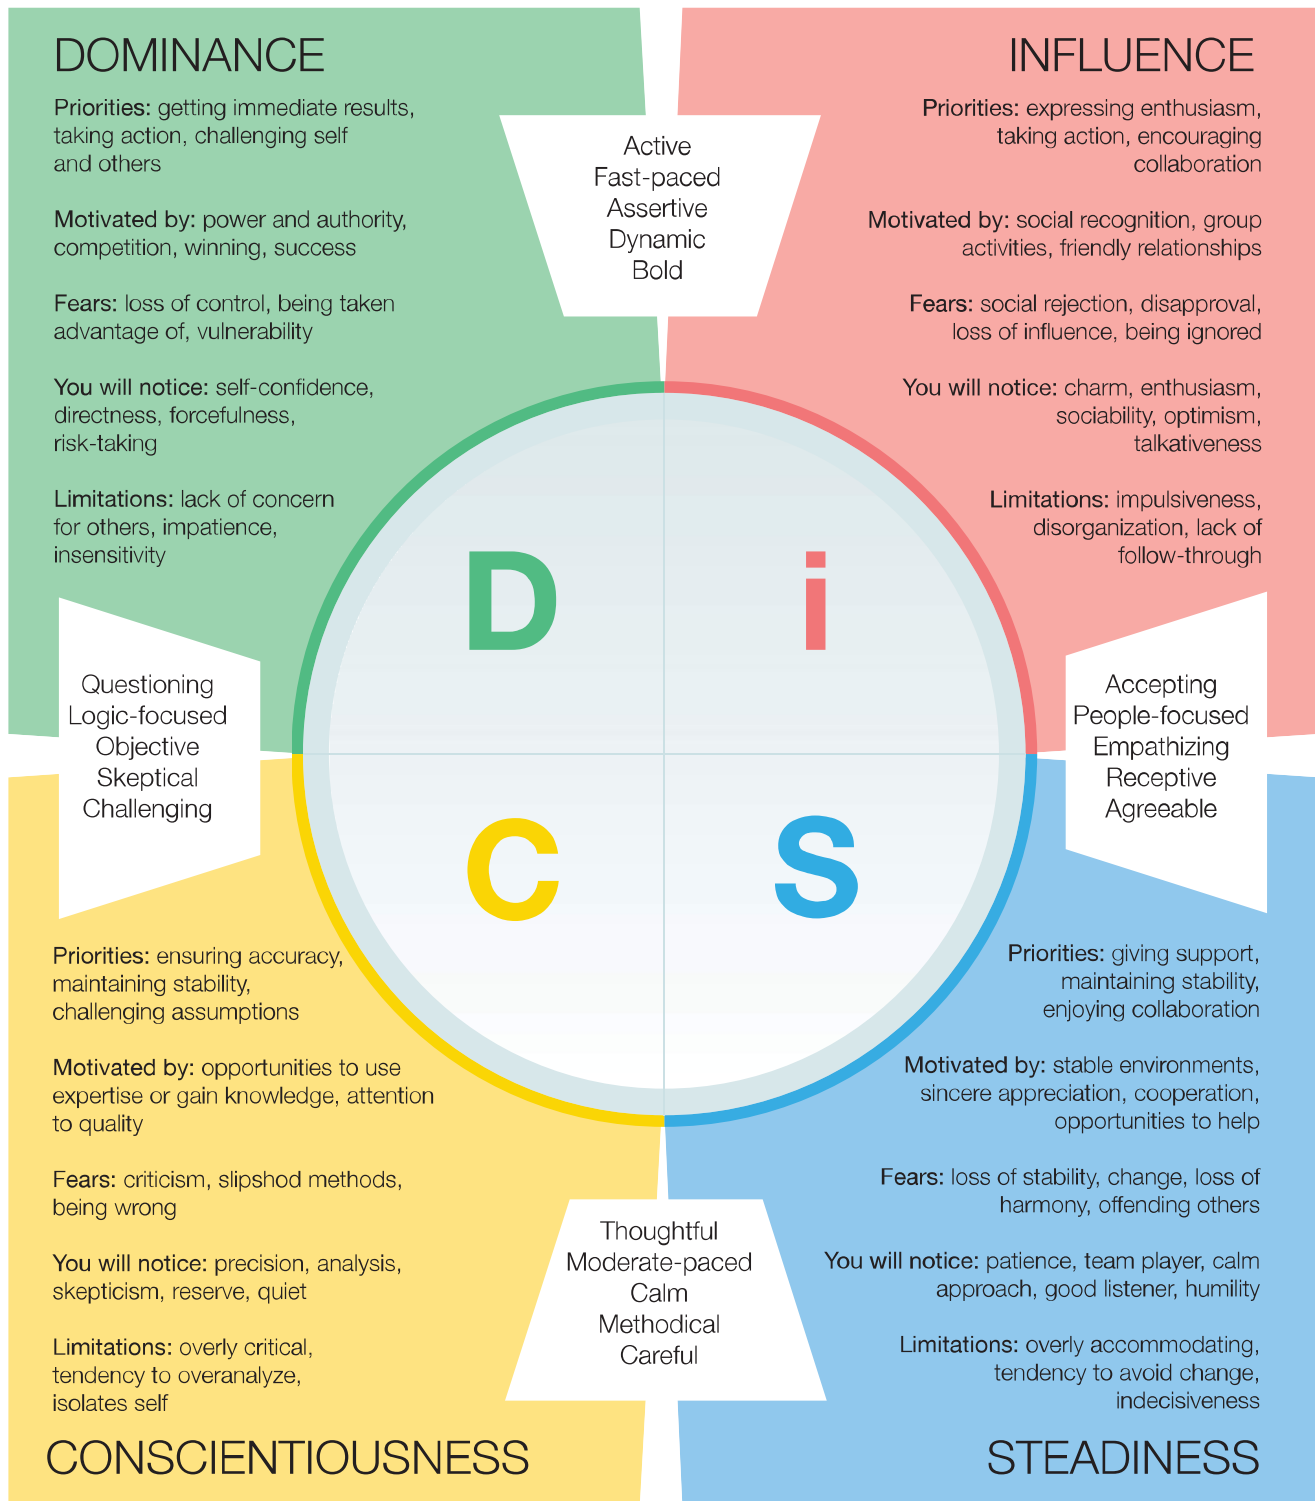 DOMINANCE
Priorities: getting immediate results,
taking action, challenging self
and others
Motivated by: power and authority,
competition, winning, success
Fears: loss of control, being taken
advantage of, vulnerability
You will notice: self-confidence,
directness, forcefulness,
risk-taking
Limitations: lack of concern
for others, impatience,
insensitivity
Active
Fast-paced
Assertive
Dynamic
Bold
INFLUENCE
Priorities: expressing enthusiasm,
taking action, encouraging
collaboration
Motivated by: social recognition, group
activities, friendly relationships
Fears: social rejection, disapproval,
loss of influence, being ignored
You will notice: charm, enthusiasm,
sociability, optimism,
talkativeness
Limitations: impulsiveness,
disorganization, lack of
follow-through
D
i
Questioning
Logic-focused
Objective
Skeptical
Challenging
Accepting
People-focused
Empathizing
Receptive
Agreeable
C
S
Priorities: ensuring accuracy,
maintaining stability,
challenging assumptions
Motivated by: opportunities to use
expertise or gain knowledge, attention
to quality
Fears: criticism, slipshod methods,
being wrong
You will notice: precision, analysis,
skepticism, reserve, quiet
Limitations: overly critical,
tendency to overanalyze,
isolates self
CONSCIENTIOUSNESS
Thoughtful
Moderate-paced
Calm
Methodical
Careful
Priorities: giving support,
maintaining stability,
enjoying collaboration
Motivated by: stable environments,
sincere appreciation, cooperation,
opportunities to help
Fears: loss of stability, change, loss of
harmony, offending others
You will notice: patience, team player, calm
approach, good listener, humility
Limitations: overly accommodating,
tendency to avoid change,
indecisiveness
STEADINESS